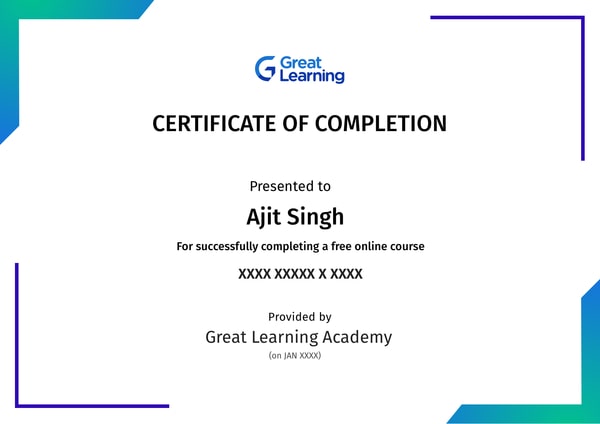 Great
Learning
CERTIFICATE OF COMPLETION
Presented to
Ajit Singh
For successfully completing a free online course
XXXX XXXXX X XXXX
Provided by
Great Learning Academy
(on JAN XXXX)